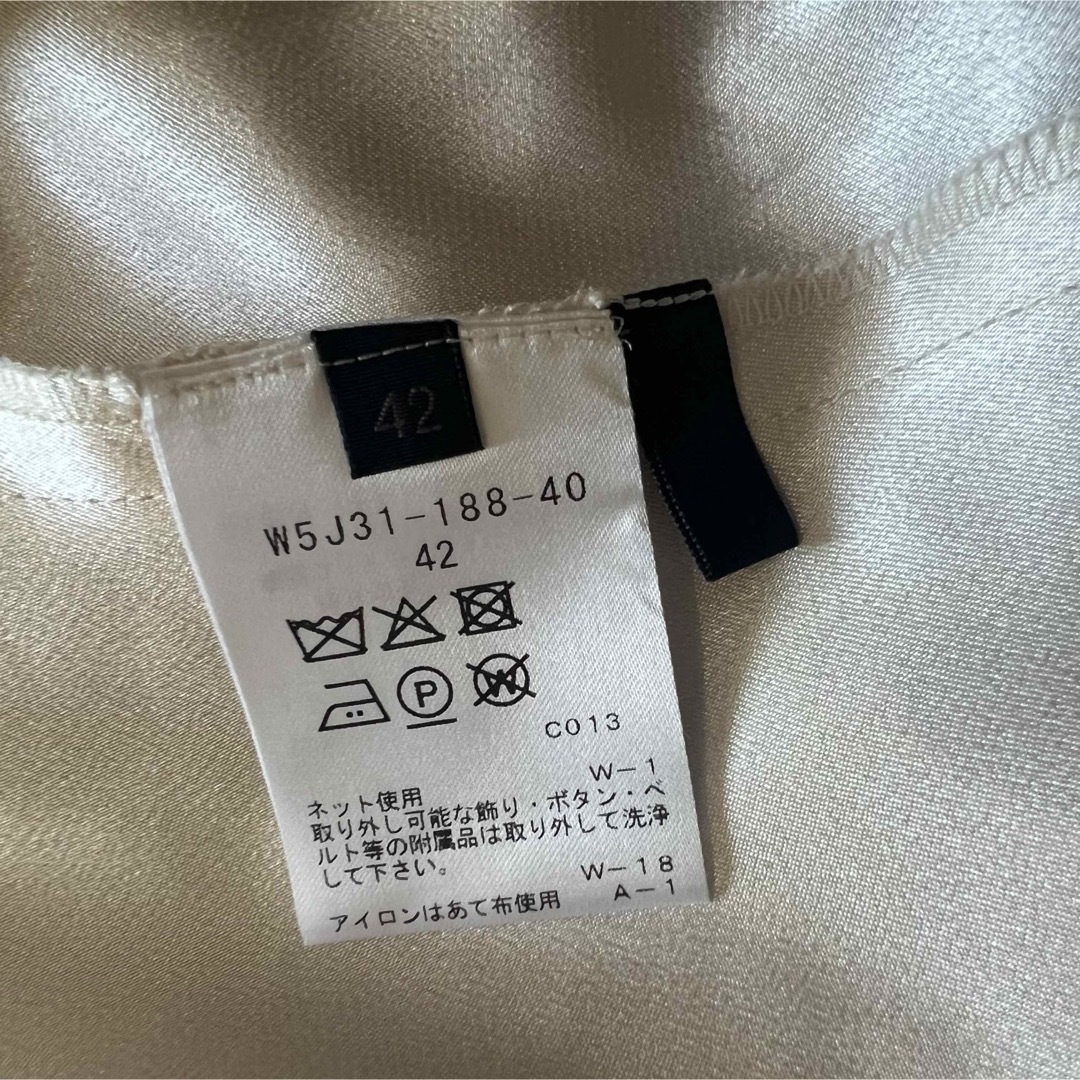 42
W5J31-188-40
42
P
W
C013
W-1
ネット使用
取り外し可能な飾り・ボタン・ベ
ルト等の附属品は取り外して洗浄
して下さい。
W-18
A-1
アイロンはあて布使用